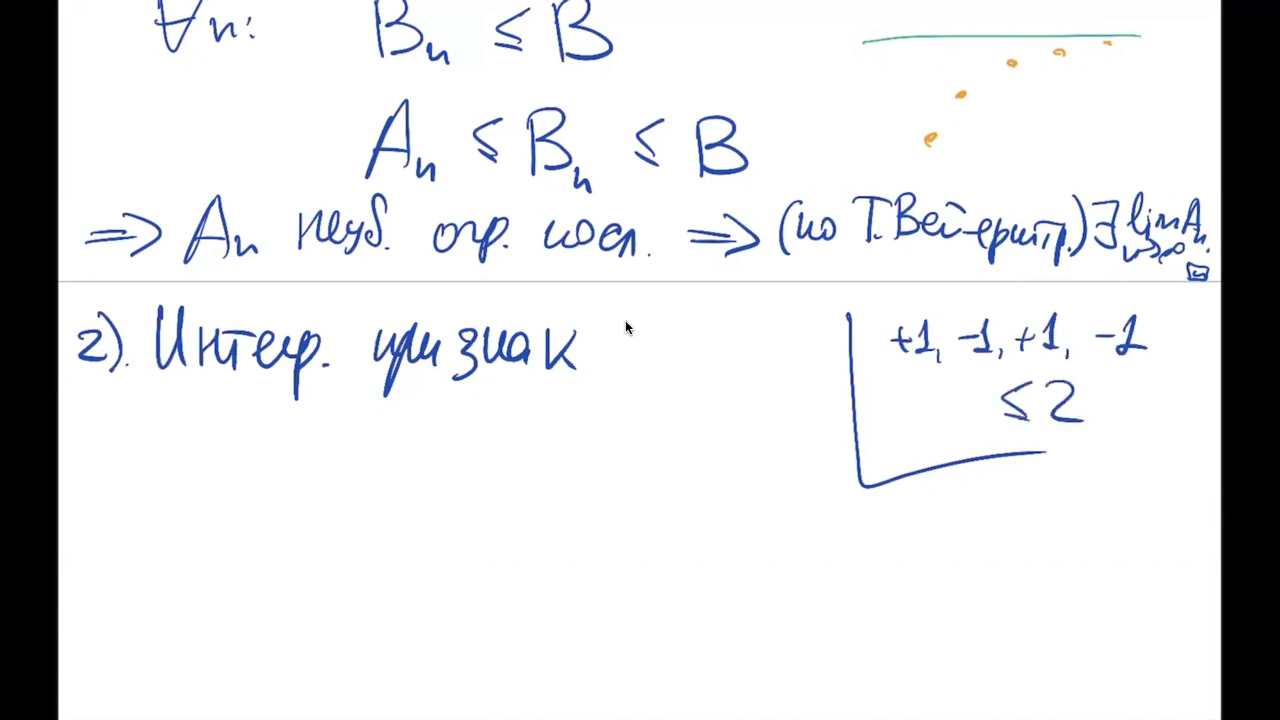 ∀n: Bₙ ≤ B
Aₙ ≤ Bₙ ≤ B
⇒ Aₙ неуб. огр. посл. ⇒ (по Т. Вейерштр.) ∃ lim Aₙ.
n→∞
2). Интегр. признак
+1, -1, +1, -1
≤ 2